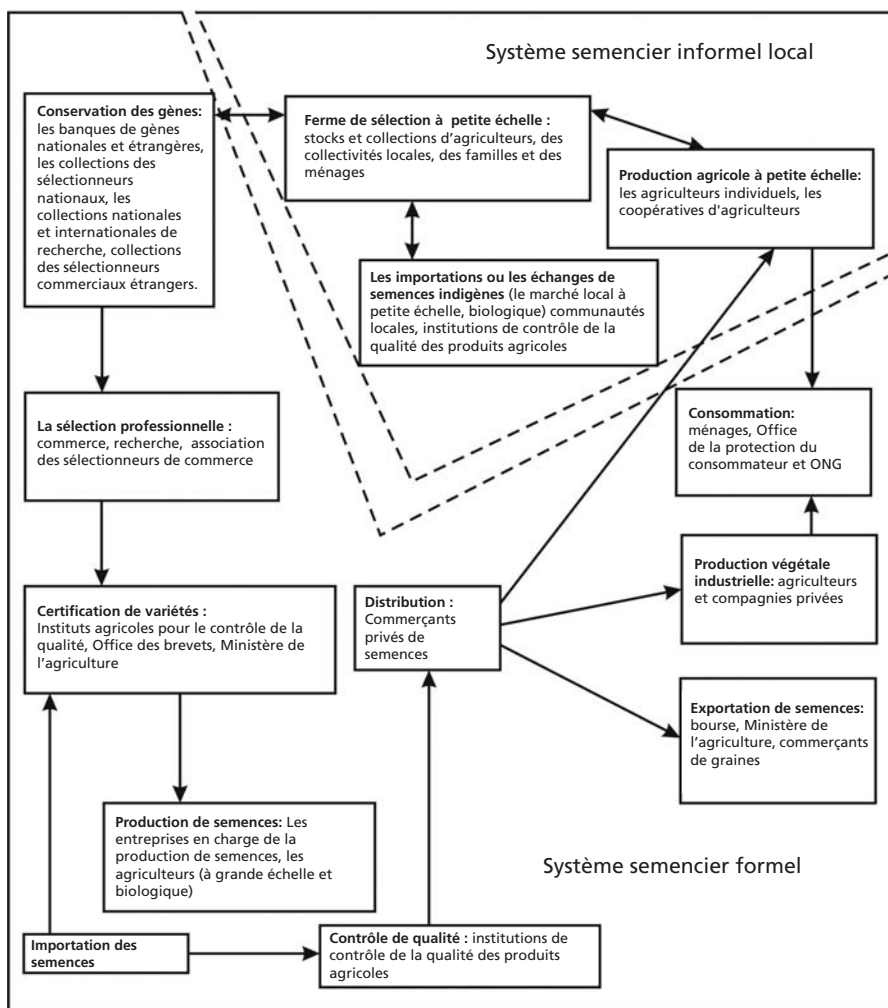 Système semencier informel local
Conservation des gènes:
les banques de gènes
nationales et étrangères,
les collections des
sélectionneurs
nationaux, les
collections nationales
et internationales de
recherche, collections
des sélectionneurs
commerciaux étrangers.
Ferme de sélection à petite échelle :
stocks et collections d'agriculteurs, des
collectivités locales, des familles et des
ménages
Production agricole à petite échelle:
les agriculteurs individuels, les
coopératives d'agriculteurs
Les importations ou les échanges de
semences indigènes (le marché local à
petite échelle, biologique) communautés
locales, institutions de contrôle de la
qualité des produits agricoles
La sélection professionnelle :
commerce, recherche, association
des sélectionneurs de commerce
Consommation:
ménages, Office
de la protection du
consommateur et ONG
Certification de variétés :
Instituts agricoles pour le contrôle de la
qualité, Office des brevets, Ministère de
l'agriculture
Distribution :
Commerçants
privés de
semences
Production végétale
industrielle: agriculteurs
et compagnies privées
Exportation de semences:
bourse, Ministère de
l'agriculture, commerçants
de graines
Production de semences: Les
entreprises en charge de la
production de semences, les
agriculteurs (à grande échelle et
biologique)
Système semencier formel
Importation des
semences
Contrôle de qualité : institutions de
contrôle de la qualité des produits
agricoles